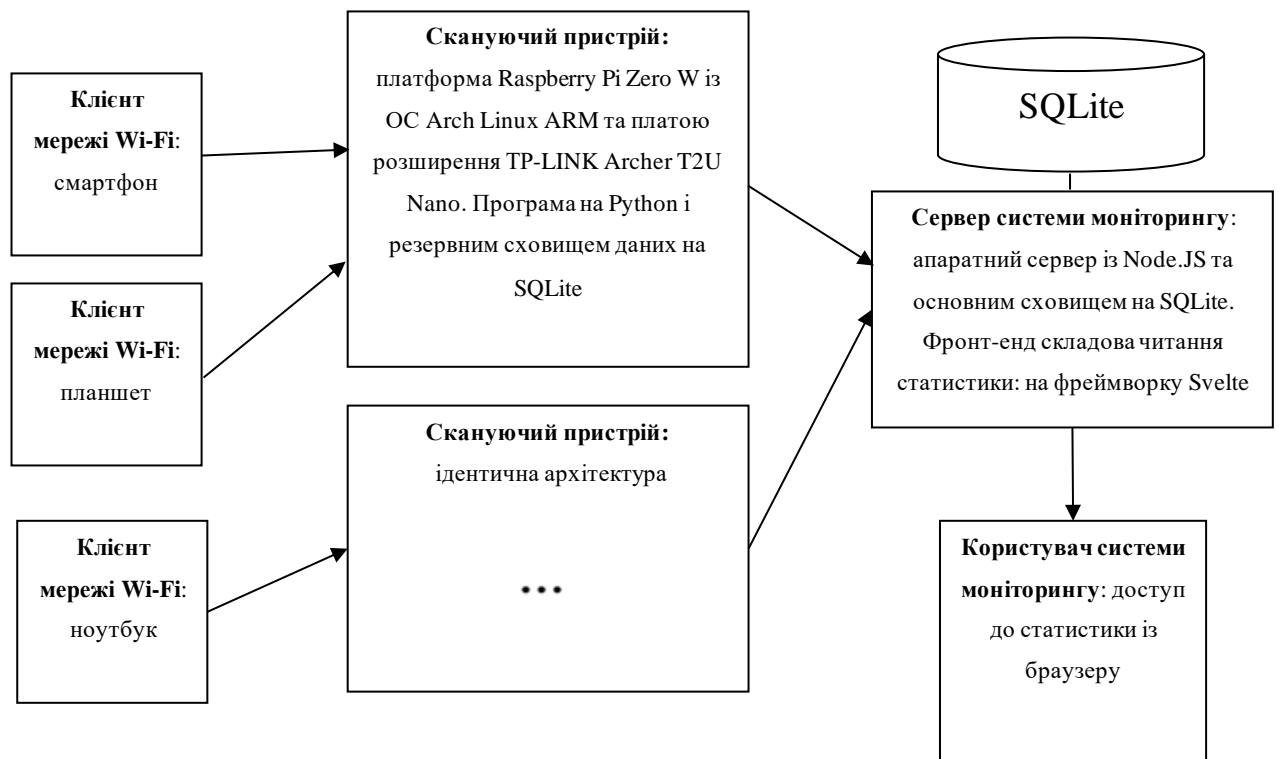 Клієнт
мережі Wi-Fi:
смартфон
Клієнт
мережі Wi-Fi:
планшет
Клієнт
мережі Wi-Fi:
ноутбук
Скануючий пристрій:
платформа Raspberry Pi Zero W із
ОС Arch Linux ARM та платою
розширення TP-LINK Archer T2U
Nano. Програма на Python і
резервним сховищем даних на
SQLite
Скануючий пристрій:
ідентична архітектура
...
SQLite
Сервер системи моніторингу:
апаратний сервер із Node.JS та
основним сховищем на SQLite.
Фронт-енд складова читання
статистики: на фреймворку Svelte
Користувач системи
моніторингу: доступ
до статистики із
браузеру